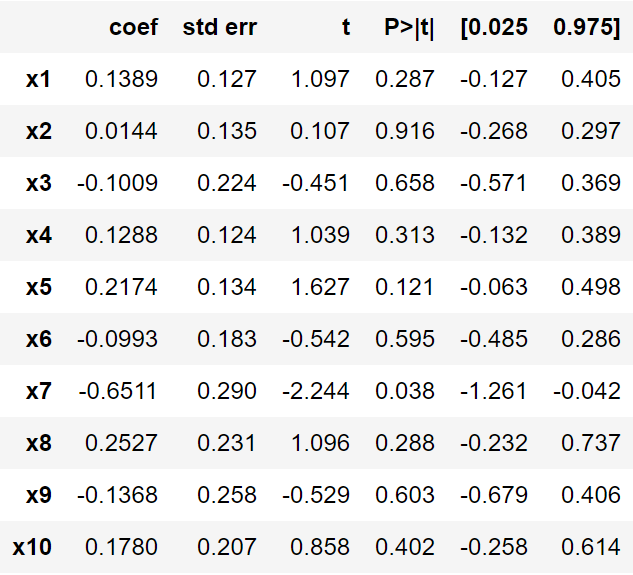 coef std err t P>|t| [0.025 0.975]
x1 0.1389 0.127 1.097 0.287 -0.127 0.405
x2 0.0144 0.135 0.107 0.916 -0.268 0.297
x3 -0.1009 0.224 -0.451 0.658 -0.571 0.369
x4 0.1288 0.124 1.039 0.313 -0.132 0.389
x5 0.2174 0.134 1.627 0.121 -0.063 0.498
x6 -0.0993 0.183 -0.542 0.595 -0.485 0.286
x7 -0.6511 0.290 -2.244 0.038 -1.261 -0.042
x8 0.2527 0.231 1.096 0.288 -0.232 0.737
x9 -0.1368 0.258 -0.529 0.603 -0.679 0.406
x10 0.1780 0.207 0.858 0.402 -0.258 0.614